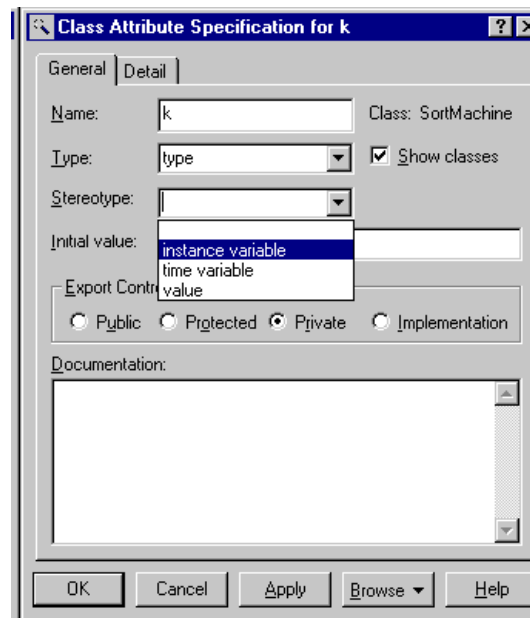 Class Attribute Specification for k
General Detail
Name: k Class: SortMachine
Type: type Show classes
Stereotype:
Initial value: instance variable
time variable
value
Export Contr
Public Protected Private Implementation
Documentation:
OK Cancel Apply Browse Help